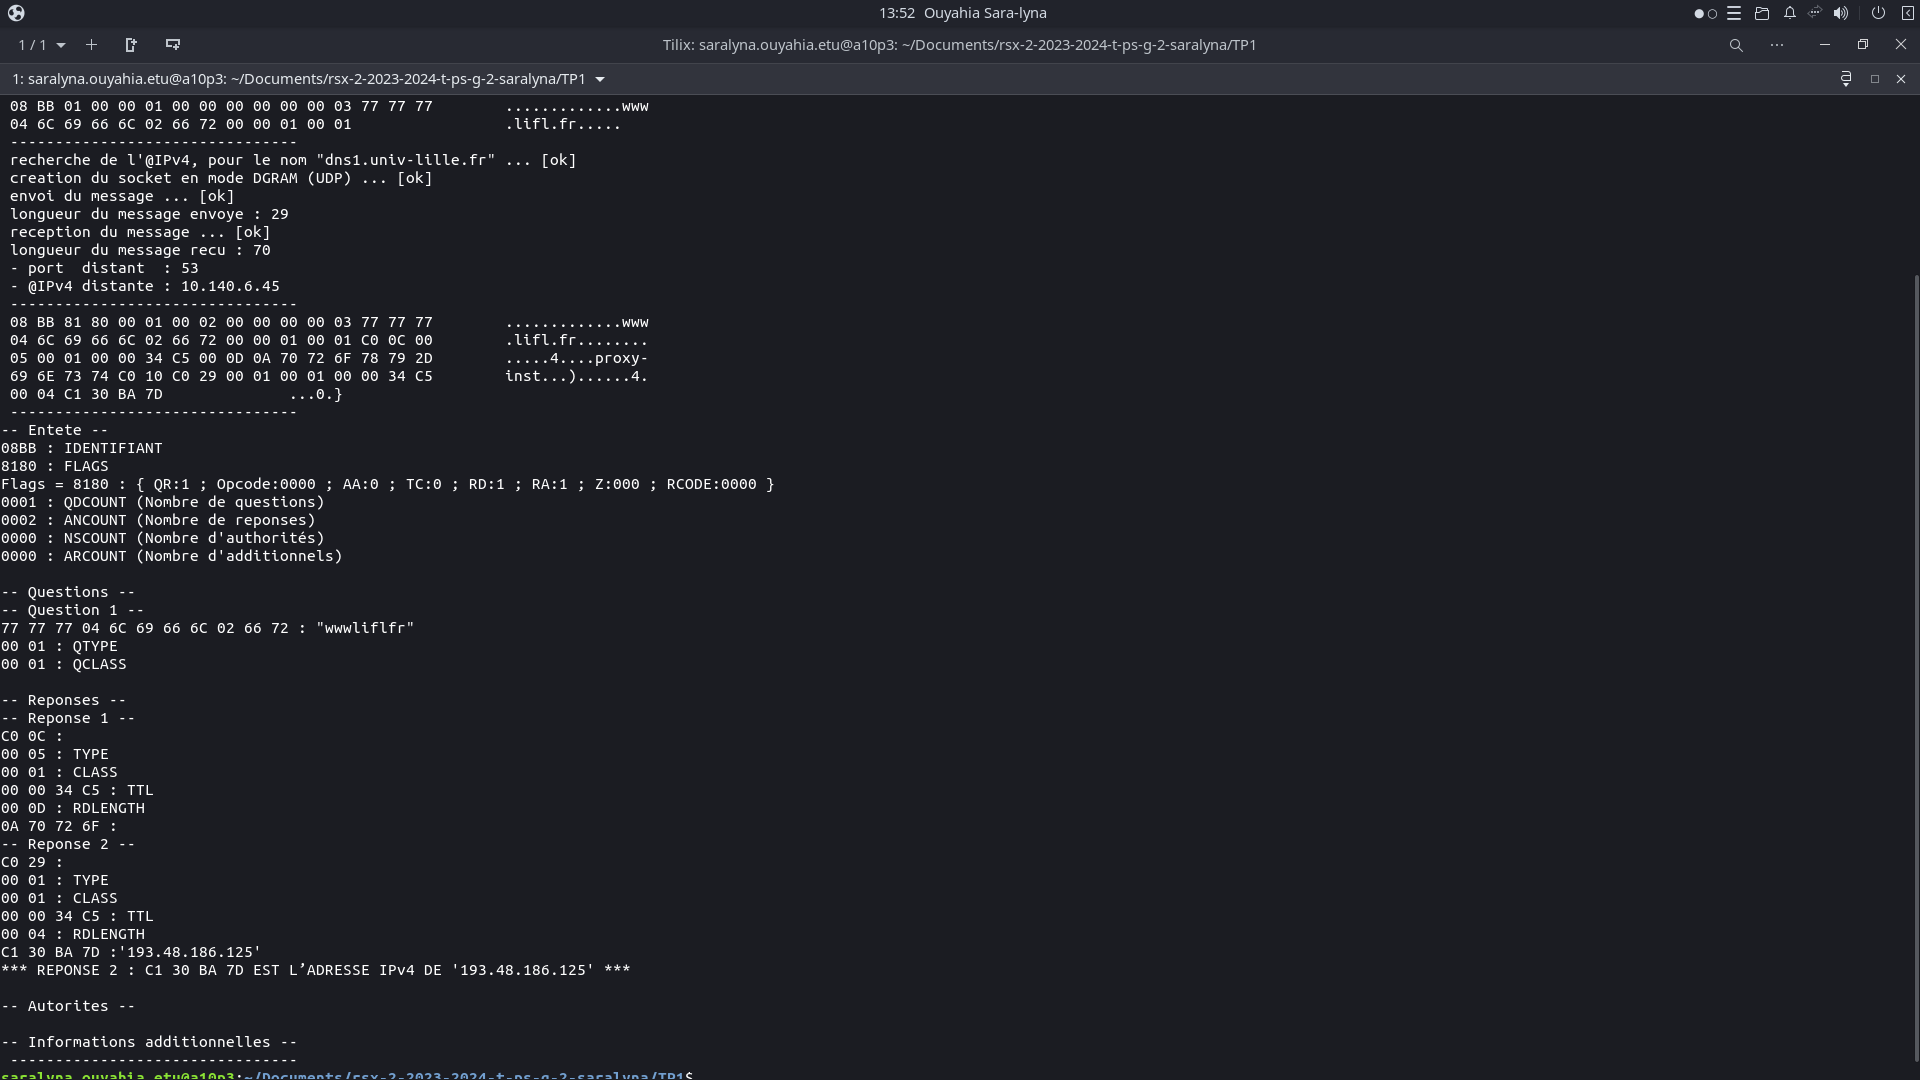 13:52 Ouyahia Sara-lyna
1 / 1 Tilix: saralyna.ouyahia.etu@a10p3: ~/Documents/rsx-2-2023-2024-t-ps-g-2-saralyna/TP1
1: saralyna.ouyahia.etu@a10p3: ~/Documents/rsx-2-2023-2024-t-ps-g-2-saralyna/TP1
08 BB 01 00 00 01 00 00 00 00 00 00 03 77 77 77        .............www
04 6C 69 66 6C 02 66 72 00 00 01 00 01                 .lifl.fr.....
--------------------------------
recherche de l'@IPv4, pour le nom "dns1.univ-lille.fr" ... [ok]
creation du socket en mode DGRAM (UDP) ... [ok]
envoi du message ... [ok]
longueur du message envoye : 29
reception du message ... [ok]
longueur du message recu : 70
- port  distant  : 53
- @IPv4 distante : 10.140.6.45
--------------------------------
08 BB 81 80 00 01 00 02 00 00 00 00 03 77 77 77        .............www
04 6C 69 66 6C 02 66 72 00 00 01 00 01 C0 0C 00        .lifl.fr........
05 00 01 00 00 34 C5 00 0D 0A 70 72 6F 78 79 2D        .....4....proxy-
69 6E 73 74 C0 10 C0 29 00 01 00 01 00 00 34 C5        inst...)......4.
00 04 C1 30 BA 7D              ...0.}
--------------------------------
-- Entete --
08BB : IDENTIFIANT
8180 : FLAGS
Flags = 8180 : { QR:1 ; Opcode:0000 ; AA:0 ; TC:0 ; RD:1 ; RA:1 ; Z:000 ; RCODE:0000 }
0001 : QDCOUNT (Nombre de questions)
0002 : ANCOUNT (Nombre de reponses)
0000 : NSCOUNT (Nombre d'authorités)
0000 : ARCOUNT (Nombre d'additionnels)
-- Questions --
-- Question 1 --
77 77 77 04 6C 69 66 6C 02 66 72 : "wwwliflfr"
00 01 : QTYPE
00 01 : QCLASS
-- Reponses --
-- Reponse 1 --
C0 0C :
00 05 : TYPE
00 01 : CLASS
00 00 34 C5 : TTL
00 0D : RDLENGTH
0A 70 72 6F :
-- Reponse 2 --
C0 29 :
00 01 : TYPE
00 01 : CLASS
00 00 34 C5 : TTL
00 04 : RDLENGTH
C1 30 BA 7D :'193.48.186.125'
*** REPONSE 2 : C1 30 BA 7D EST L’ADRESSE IPv4 DE '193.48.186.125' ***
-- Autorites --
-- Informations additionnelles --
--------------------------------
saralyna.ouyahia.etu@a10p3:~/Documents/rsx-2-2023-2024-t-ps-g-2-saralyna/TP1$